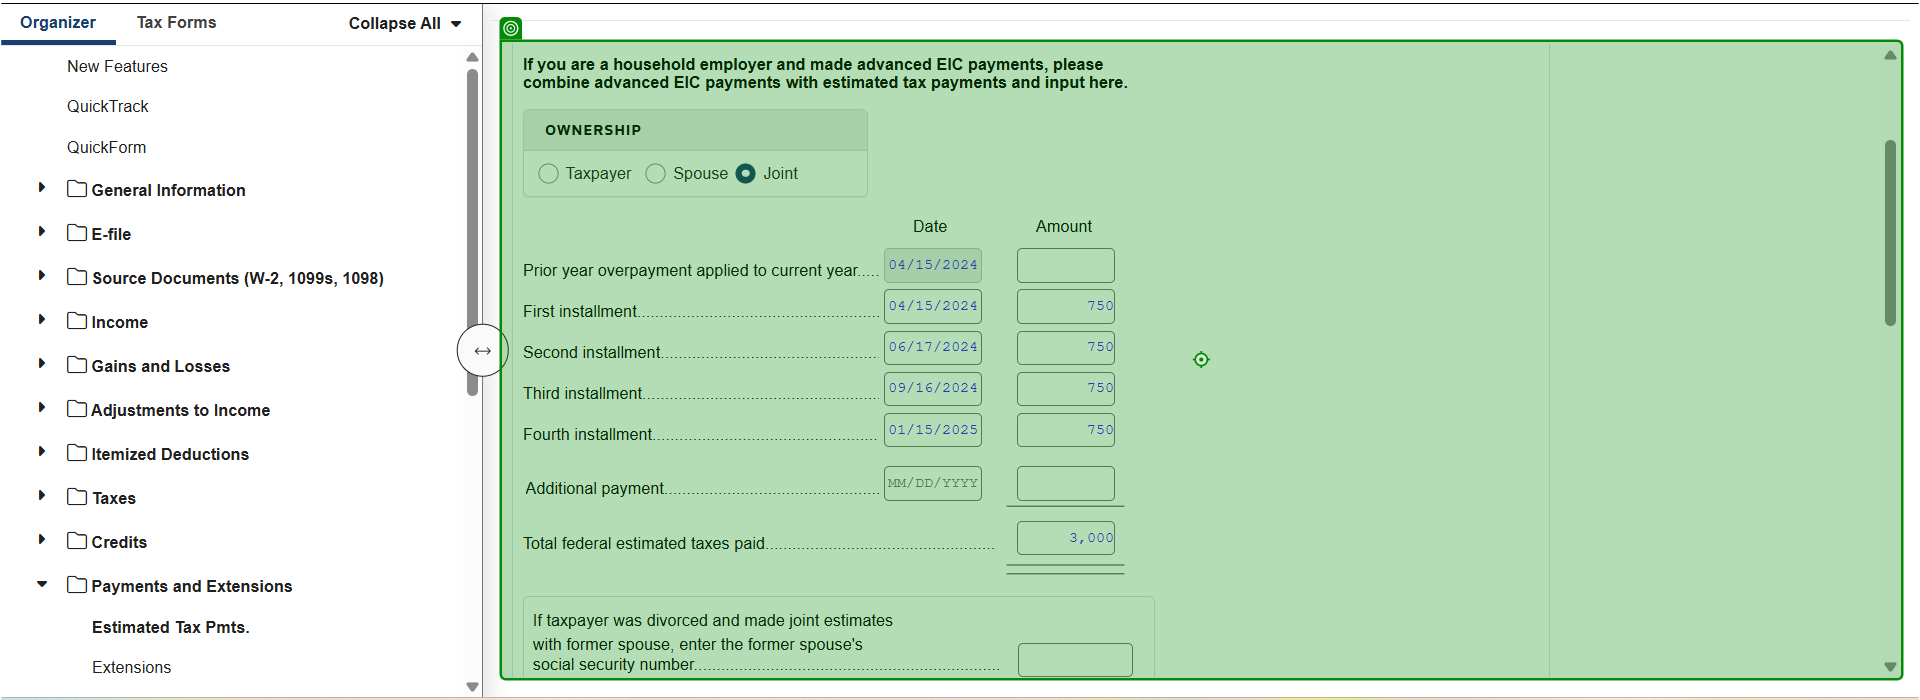 Organizer
Tax Forms
Collapse All
New Features
QuickTrack
QuickForm
General Information
E-file
Source Documents (W-2, 1099s, 1098)
Income
Gains and Losses
Adjustments to Income
Itemized Deductions
Taxes
Credits
Payments and Extensions
Estimated Tax Pmts.
Extensions
If you are a household employer and made advanced EIC payments, please
combine advanced EIC payments with estimated tax payments and input here.
OWNERSHIP
Taxpayer Spouse Joint
Date Amount
Prior year overpayment applied to current year..... 04/15/2024
First installment 04/15/2024 750
Second installment 06/17/2024 750
Third installment 09/16/2024 750
Fourth installment 01/15/2025 750
Additional payment MM/DD/YYYY
Total federal estimated taxes paid 3,000
If taxpayer was divorced and made joint estimates
with former spouse, enter the former spouse's
social security number